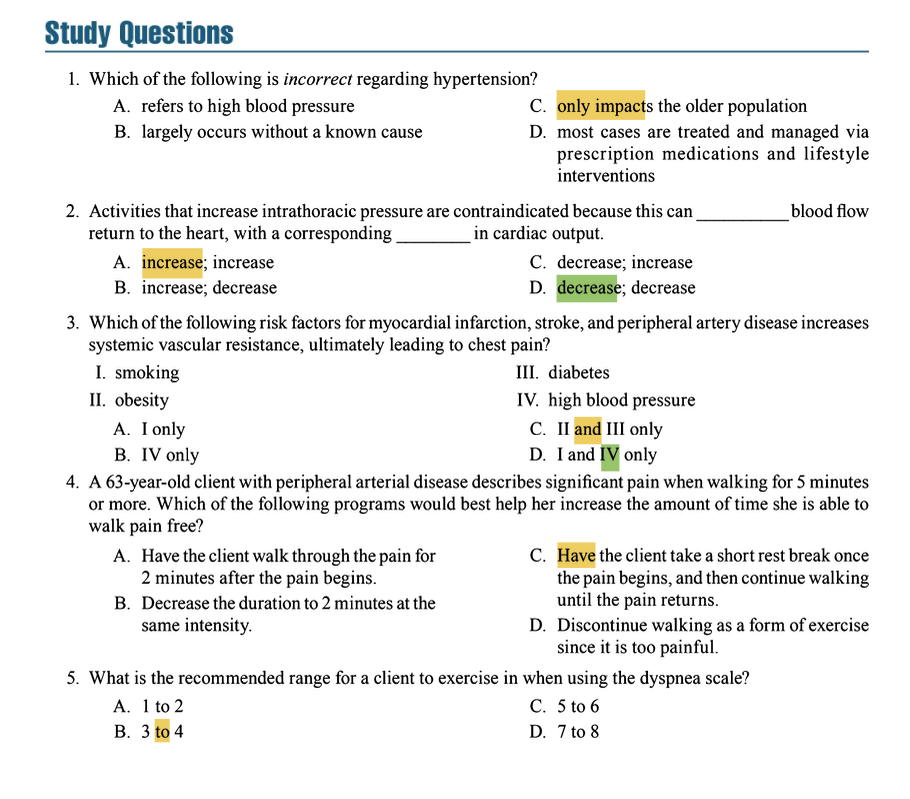 Study Questions
1. Which of the following is incorrect regarding hypertension?
A. refers to high blood pressure
B. largely occurs without a known cause
C. only impacts the older population
D. most cases are treated and managed via
prescription medications and lifestyle
interventions
2. Activities that increase intrathoracic pressure are contraindicated because this can __________ blood flow
return to the heart, with a corresponding ________ in cardiac output.
A. increase; increase
B. increase; decrease
C. decrease; increase
D. decrease; decrease
3. Which of the following risk factors for myocardial infarction, stroke, and peripheral artery disease increases
systemic vascular resistance, ultimately leading to chest pain?
I. smoking
II. obesity
III. diabetes
IV. high blood pressure
A. I only
B. IV only
C. II and III only
D. I and IV only
4. A 63-year-old client with peripheral arterial disease describes significant pain when walking for 5 minutes
or more. Which of the following programs would best help her increase the amount of time she is able to
walk pain free?
A. Have the client walk through the pain for
2 minutes after the pain begins.
B. Decrease the duration to 2 minutes at the
same intensity.
C. Have the client take a short rest break once
the pain begins, and then continue walking
until the pain returns.
D. Discontinue walking as a form of exercise
since it is too painful.
5. What is the recommended range for a client to exercise in when using the dyspnea scale?
A. 1 to 2
B. 3 to 4
C. 5 to 6
D. 7 to 8